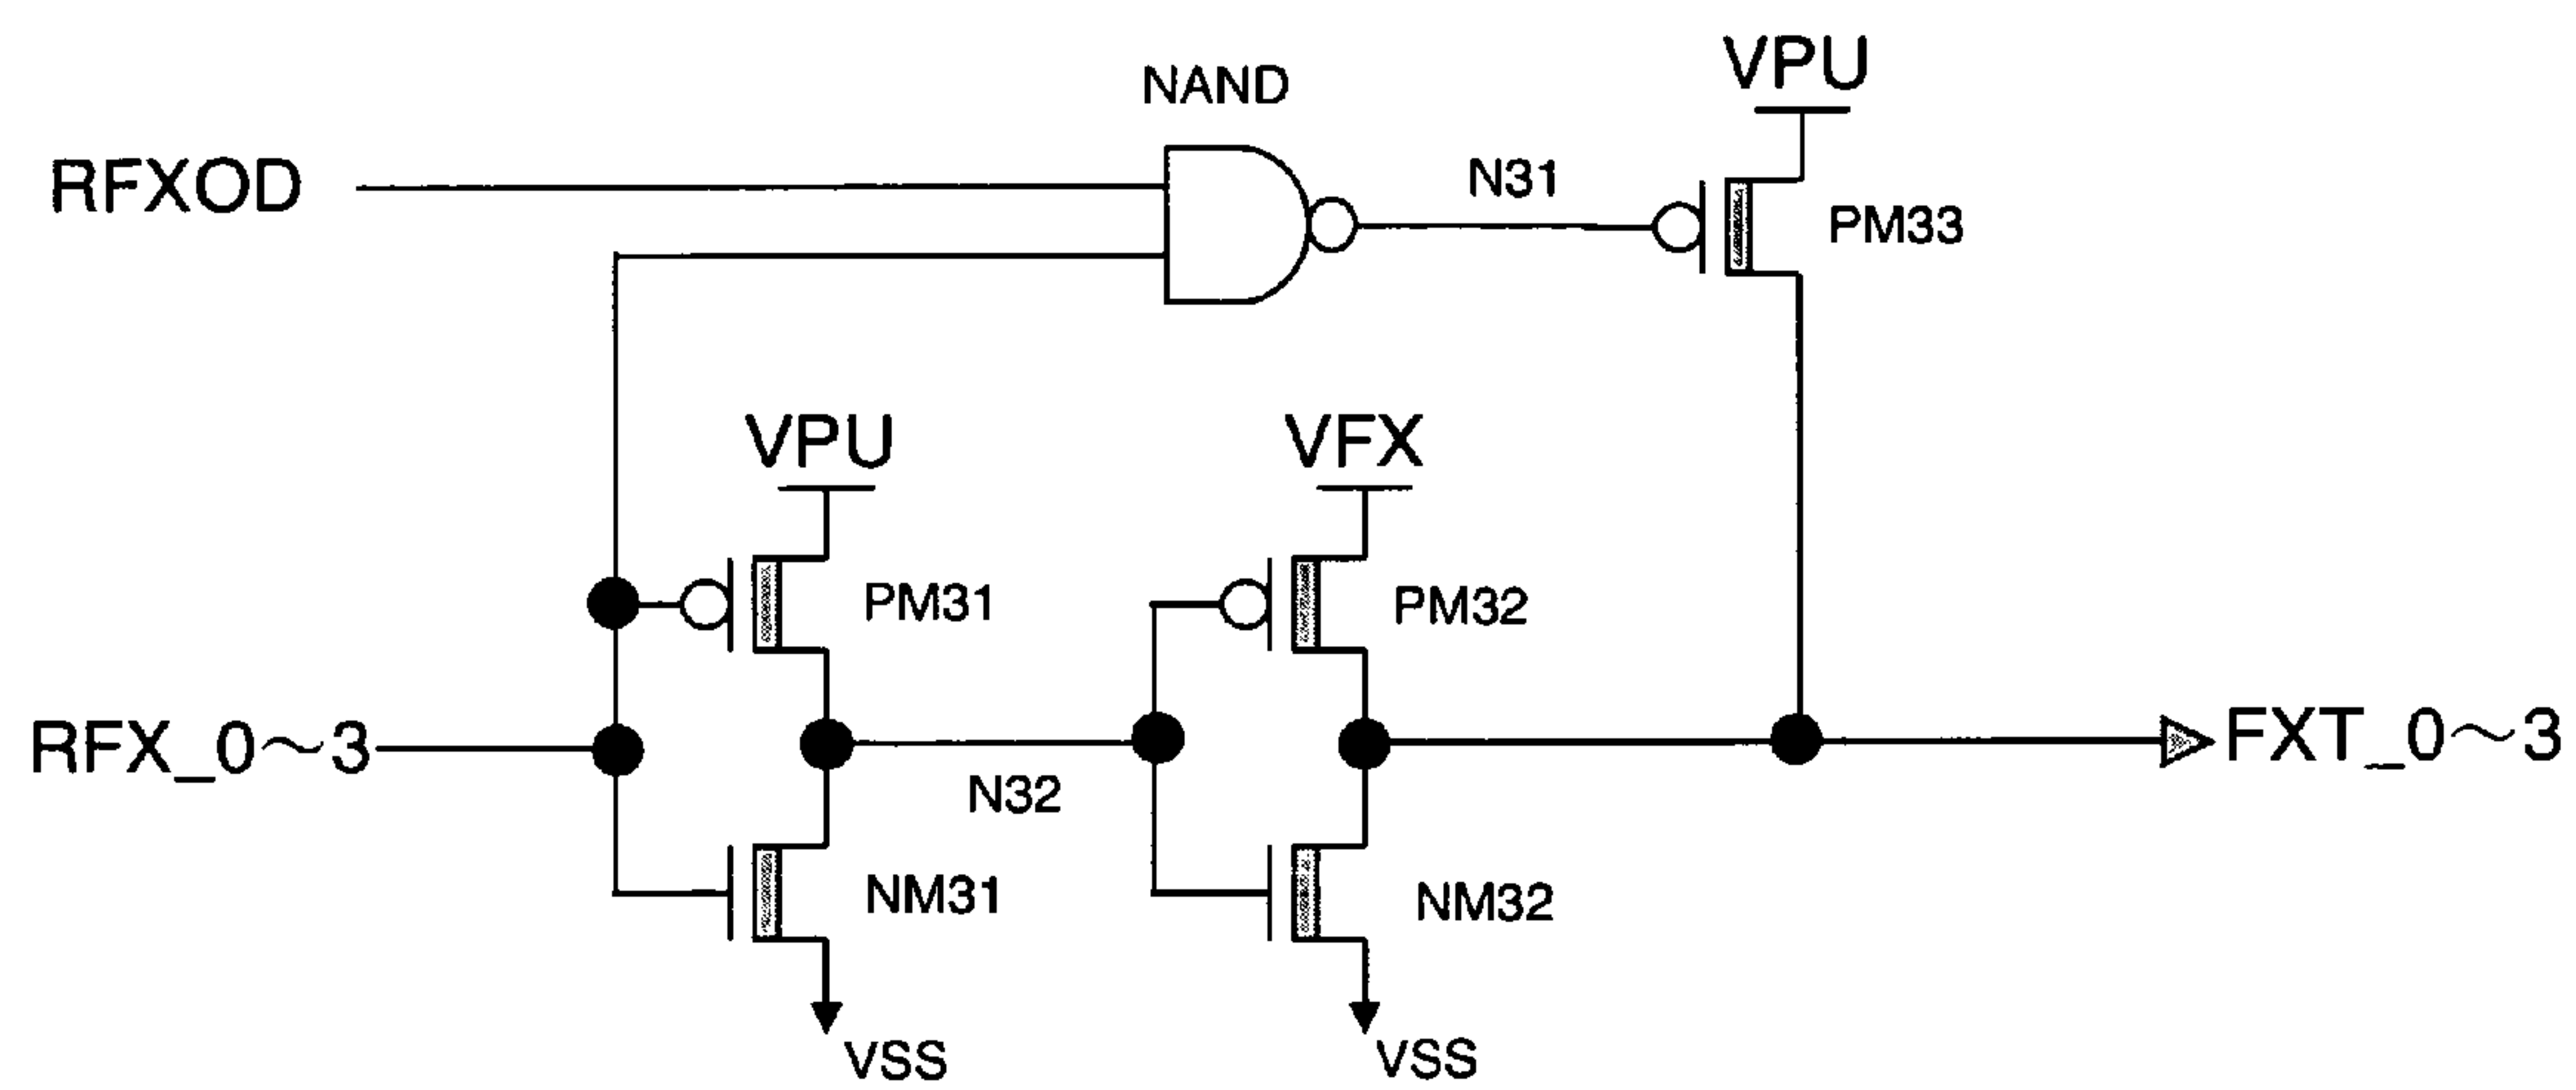 VPU
NAND
RFXOD
N31
PM33
VPU
VFX
PM31
PM32
RFX_0～3
FXT_0～3
N32
NM31
NM32
VSS
VSS